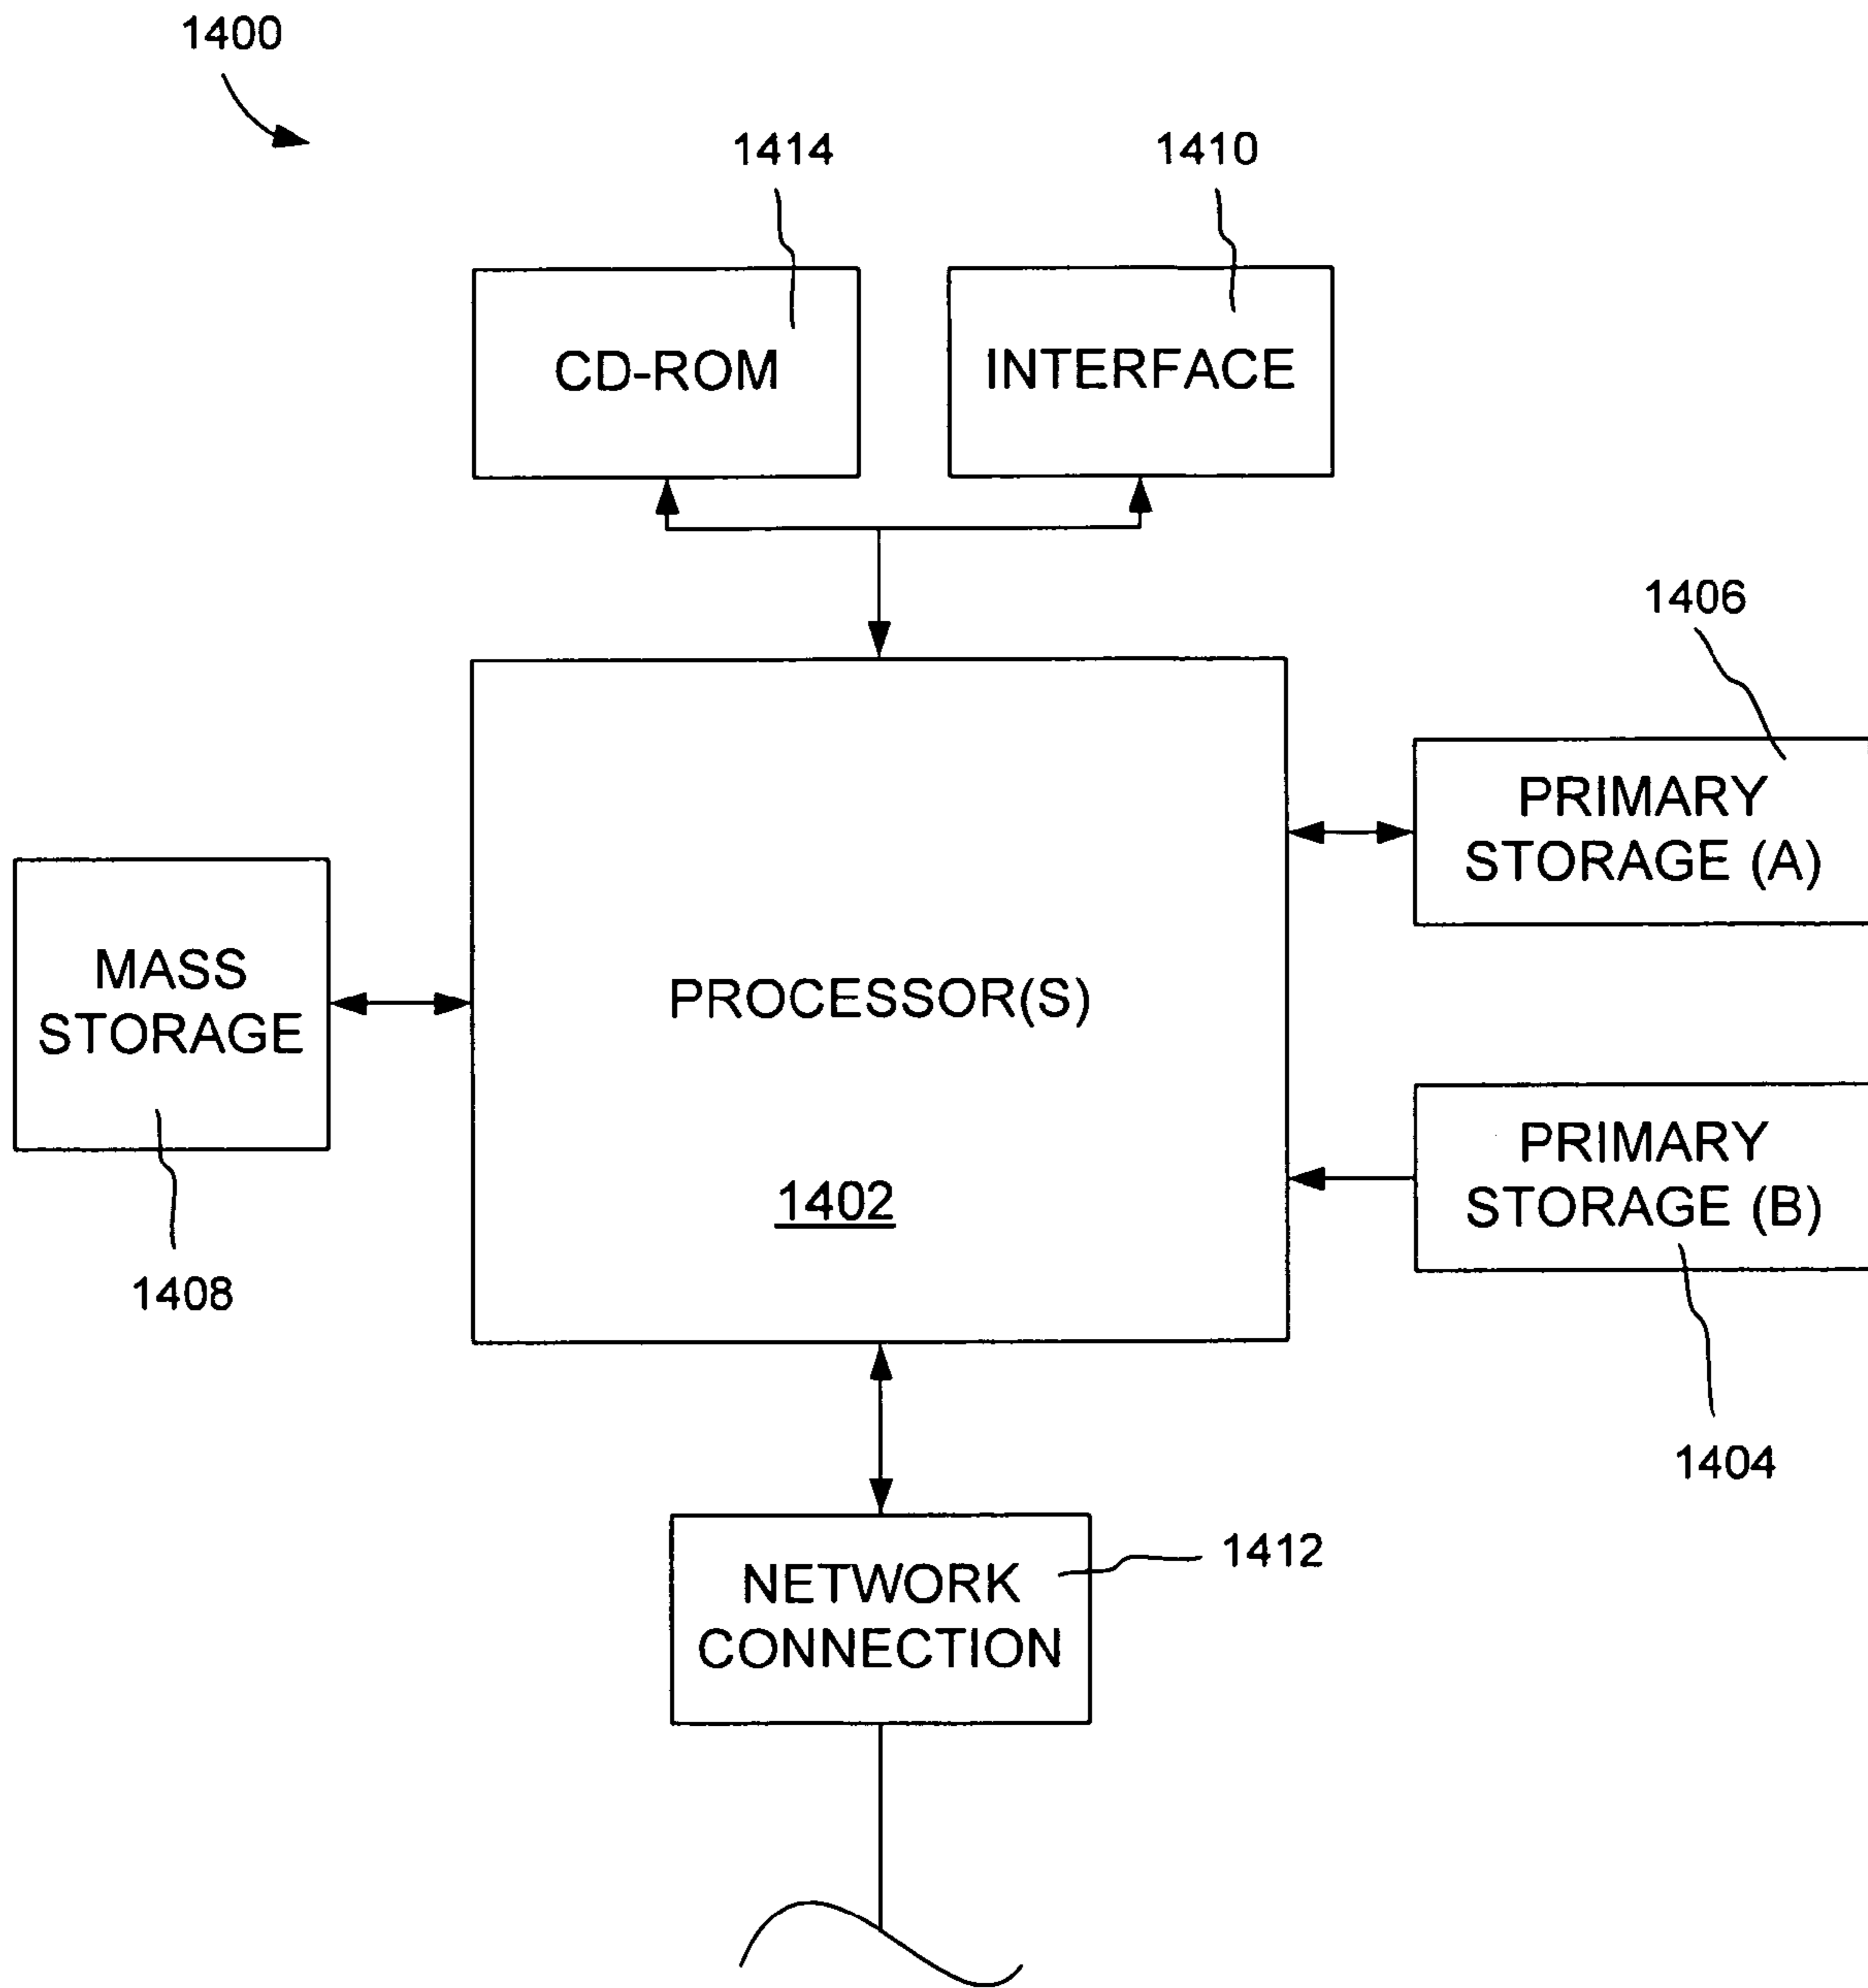 1400
1414
1410
CD-ROM
INTERFACE
1406
PRIMARY
STORAGE (A)
MASS
STORAGE
PROCESSOR(S)
1402
PRIMARY
STORAGE (B)
1408
1404
NETWORK
CONNECTION
1412